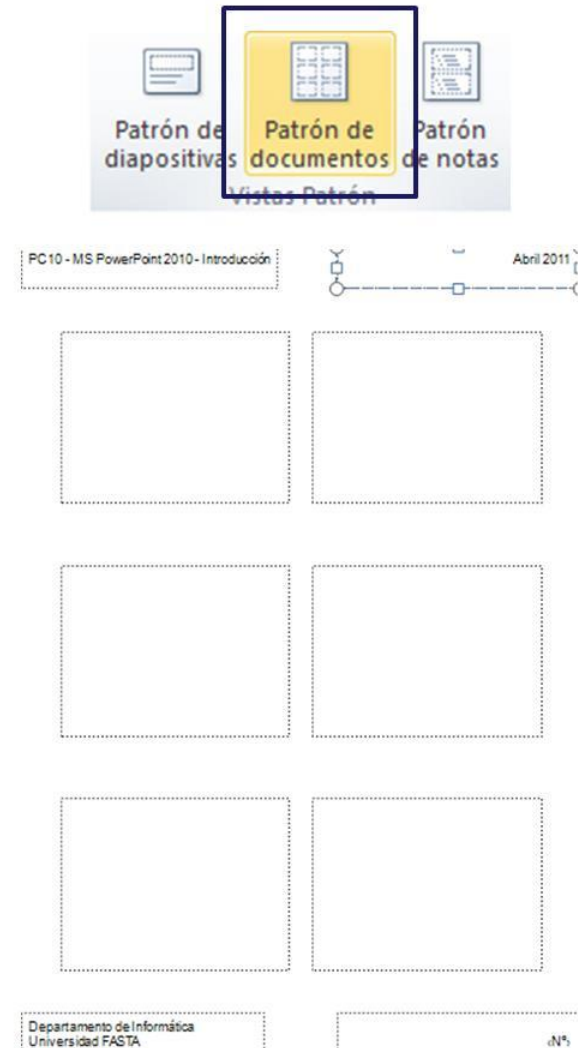 Patrón de diapositivas
Patrón de documentos
Patrón de notas
Vistas Patrón
PC10 - MS PowerPoint 2010 - Introducción
Abril 2011
Departamento de Informática
Universidad FASTA
‹Nº›